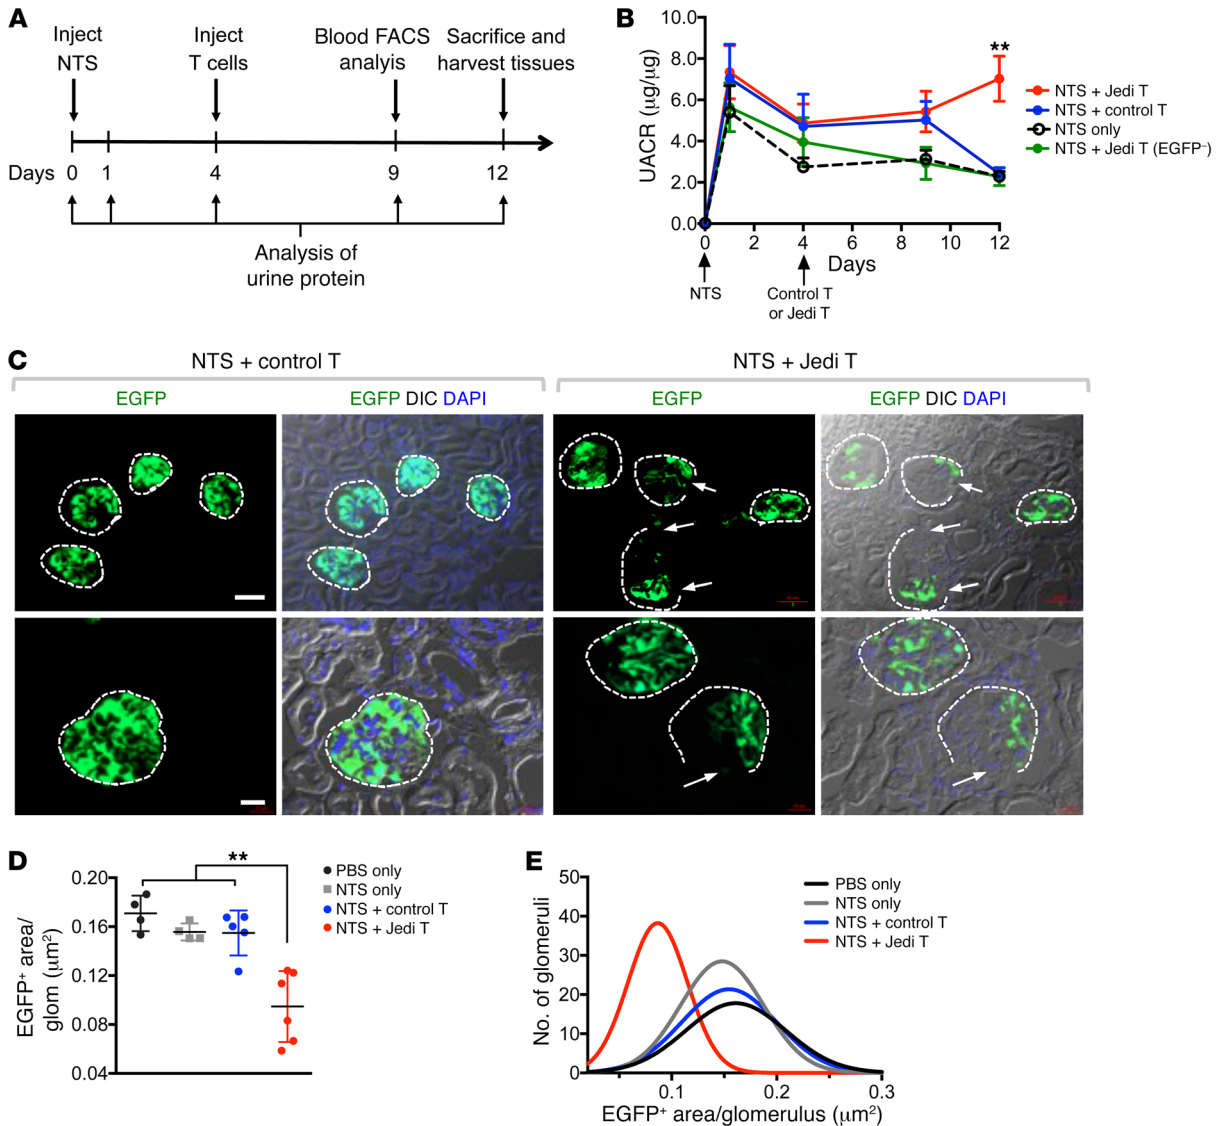 A
Inject
NTS
Inject
T cells
Blood FACS
analyis
Sacrifice and
harvest tissues
Days 0 1 4 9 12
Analysis of
urine protein
B
UACR (μg/μg)
10.0
8.0
6.0
4.0
2.0
0.0
0 2 4 6 8 10 12
Days
**
NTS
Control T
or Jedi T
NTS + Jedi T
NTS + control T
NTS only
NTS + Jedi T (EGFP⁻)
C
NTS + control T
NTS + Jedi T
EGFP
EGFP DIC DAPI
EGFP
EGFP DIC DAPI
D
EGFP⁺ area/
glom (μm²)
0.20
0.16
0.12
0.08
0.04
**
PBS only
NTS only
NTS + control T
NTS + Jedi T
E
No. of glomeruli
50
40
30
20
10
0
0.1 0.2 0.3
EGFP⁺ area/glomerulus (μm²)
PBS only
NTS only
NTS + control T
NTS + Jedi T